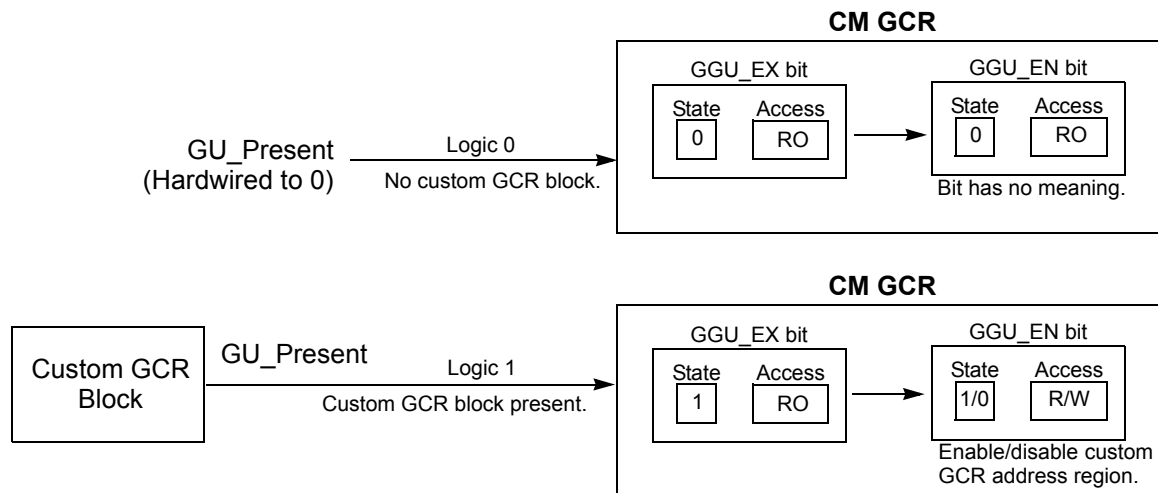 CM GCR
GGU_EX bit
GGU_EN bit
State Access
State Access
0 RO
0 RO
GU_Present
(Hardwired to 0)
Logic 0
No custom GCR block.
Bit has no meaning.
CM GCR
GGU_EX bit
GGU_EN bit
Custom GCR
Block
GU_Present
Logic 1
Custom GCR block present.
State Access
State Access
1 RO
1/0 R/W
Enable/disable custom
GCR address region.